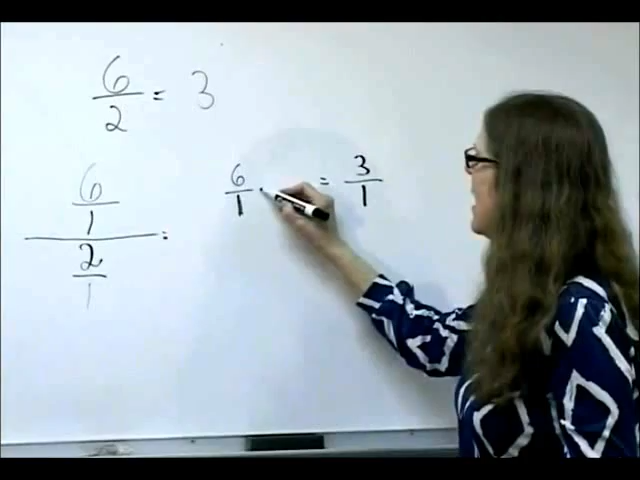 6/2 = 3
6/1 / 2/1 = 6/1 · = 3/1